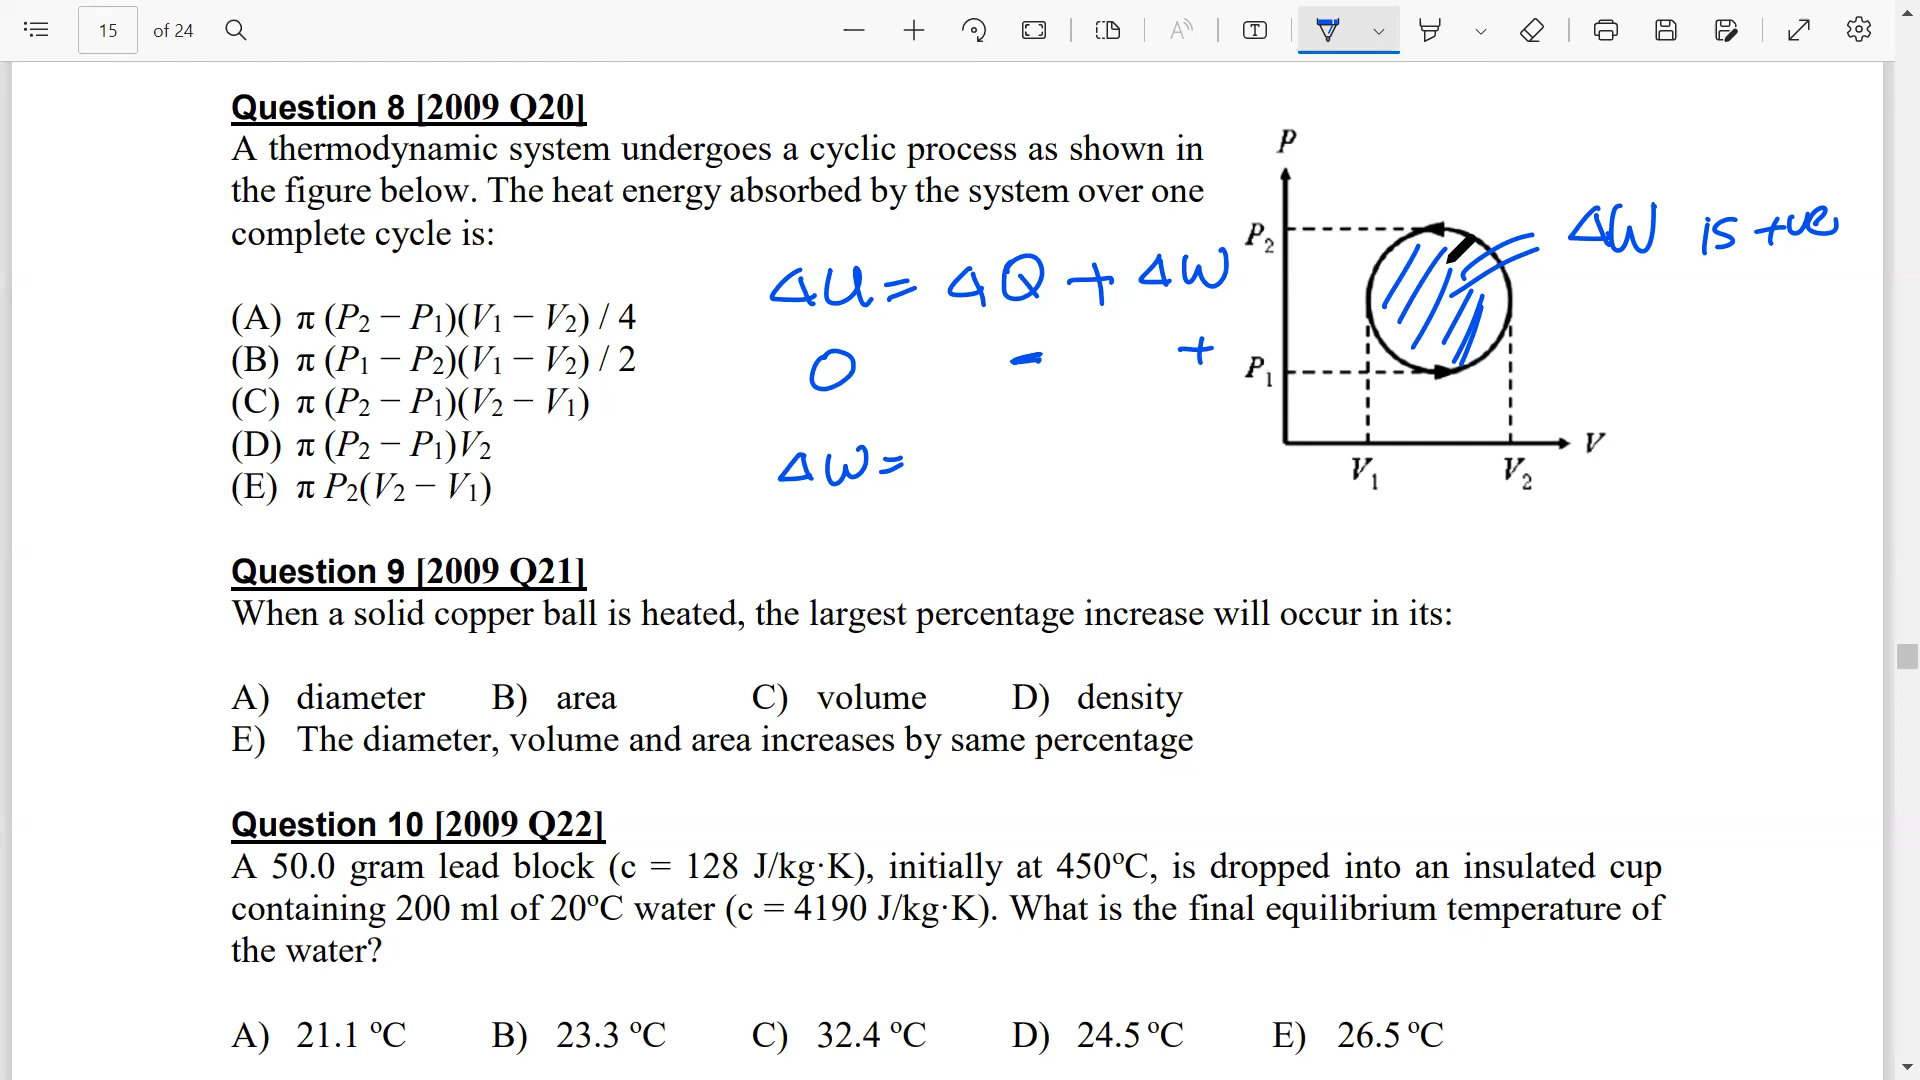 15 of 24
Question 8 [2009 Q20]
A thermodynamic system undergoes a cyclic process as shown in
the figure below. The heat energy absorbed by the system over one
complete cycle is:
(A) π (P₂ − P₁)(V₁ − V₂) / 4
(B) π (P₁ − P₂)(V₁ − V₂) / 2
(C) π (P₂ − P₁)(V₂ − V₁)
(D) π (P₂ − P₁)V₂
(E) π P₂(V₂ − V₁)
ΔU = ΔQ + ΔW
0 - +
ΔW =
P
P₂
P₁
V
V₁ V₂
ΔW is +ve
Question 9 [2009 Q21]
When a solid copper ball is heated, the largest percentage increase will occur in its:
A) diameter B) area C) volume D) density
E) The diameter, volume and area increases by same percentage
Question 10 [2009 Q22]
A 50.0 gram lead block (c = 128 J/kg·K), initially at 450ºC, is dropped into an insulated cup
containing 200 ml of 20ºC water (c = 4190 J/kg·K). What is the final equilibrium temperature of
the water?
A) 21.1 ºC B) 23.3 ºC C) 32.4 ºC D) 24.5 ºC E) 26.5 ºC